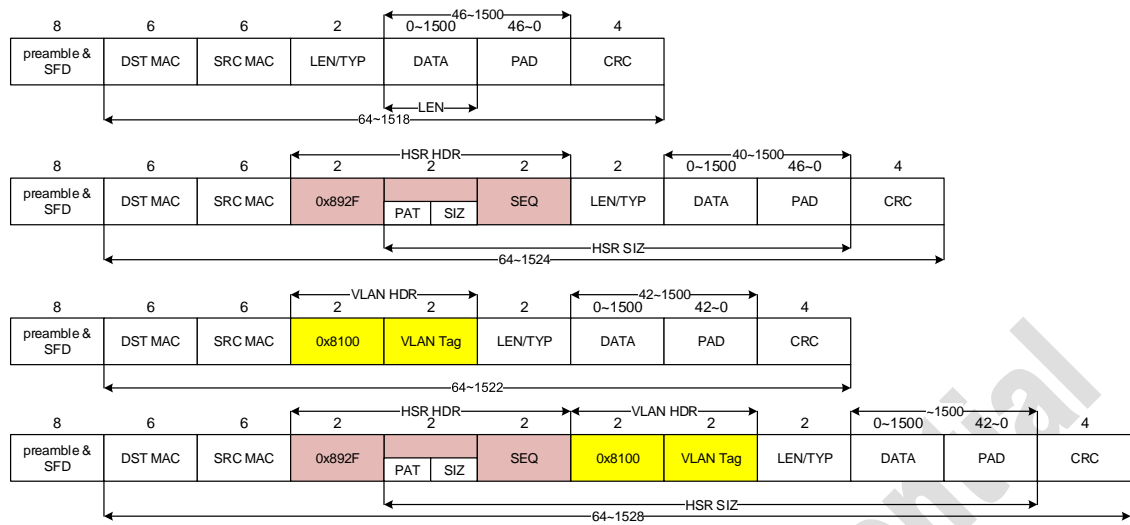 46~1500
8 6 6 2 0~1500 46~0 4
preamble & SFD DST MAC SRC MAC LEN/TYP DATA PAD CRC
LEN
64~1518
HSR HDR 40~1500
8 6 6 2 2 2 2 0~1500 46~0 4
preamble & SFD DST MAC SRC MAC 0x892F PAT SIZ SEQ LEN/TYP DATA PAD CRC
HSR SIZ
64~1524
VLAN HDR 42~1500
8 6 6 2 2 2 0~1500 42~0 4
preamble & SFD DST MAC SRC MAC 0x8100 VLAN Tag LEN/TYP DATA PAD CRC
64~1522
HSR HDR VLAN HDR ~1500
8 6 6 2 2 2 2 2 2 0~1500 42~0 4
preamble & SFD DST MAC SRC MAC 0x892F PAT SIZ SEQ 0x8100 VLAN Tag LEN/TYP DATA PAD CRC
HSR SIZ
64~1528